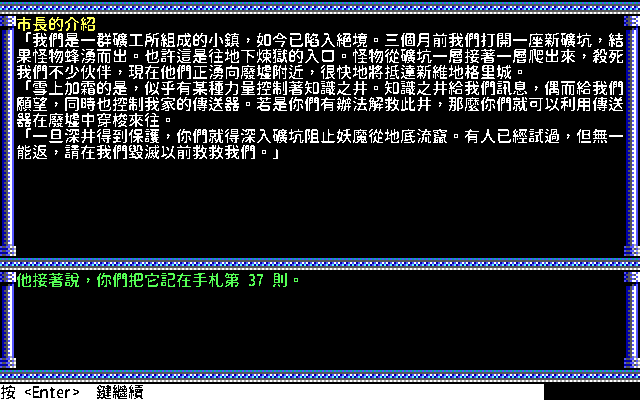 市長的介紹
「我們是一群礦工所組成的小鎮，如今已陷入絕境。三個月前我們打開一座新礦坑，結
果怪物蜂湧而出。也許這是往地下煉獄的入口。怪物從礦坑一層接著一層爬出來，殺死
我們不少伙伴，現在他們正湧向廢墟附近，很快地將抵達新維地格里城。
「雪上加霜的是，似乎有某種力量控制著知識之井。知識之井給我們訊息，偶而給我們
願望，同時也控制我家的傳送器。若是你們有辦法解救此井，那麼你們就可以利用傳送
器在廢墟中穿梭來往。
「一旦深井得到保護，你們就得深入礦坑阻止妖魔從地底流竄。有人已經試過，但無一
能返，請在我們毀滅以前救救我們。」
他接著說，你們把它記在手札第 37 則。
按 <Enter> 鍵繼續